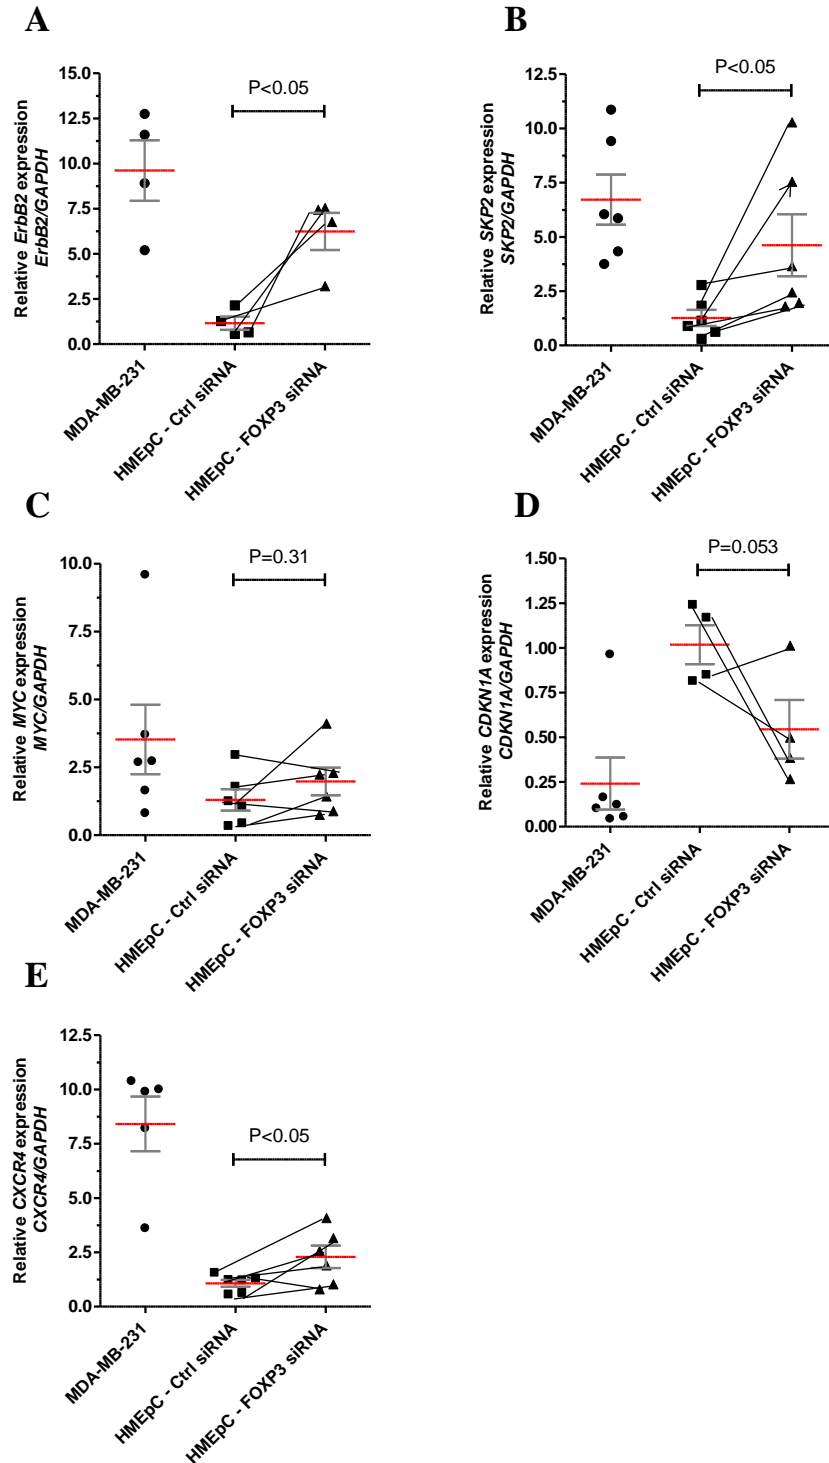 A
Relative ErbB2 expression
ErbB2/GAPDH
15.0
12.5
10.0
7.5
5.0
2.5
0.0
P<0.05
MDA-MB-231
HMEpC - Ctrl siRNA
HMEpC - FOXP3 siRNA
B
Relative SKP2 expression
SKP2/GAPDH
12.5
10.0
7.5
5.0
2.5
0.0
P<0.05
MDA-MB-231
HMEpC - Ctrl siRNA
HMEpC - FOXP3 siRNA
C
Relative MYC expression
MYC/GAPDH
10.0
7.5
5.0
2.5
0.0
P=0.31
MDA-MB-231
HMEpC - Ctrl siRNA
HMEpC - FOXP3 siRNA
D
Relative CDKN1A expression
CDKN1A/GAPDH
1.50
1.25
1.00
0.75
0.50
0.25
0.00
P=0.053
MDA-MB-231
HMEpC - Ctrl siRNA
HMEpC - FOXP3 siRNA
E
Relative CXCR4 expression
CXCR4/GAPDH
12.5
10.0
7.5
5.0
2.5
0.0
P<0.05
MDA-MB-231
HMEpC - Ctrl siRNA
HMEpC - FOXP3 siRNA